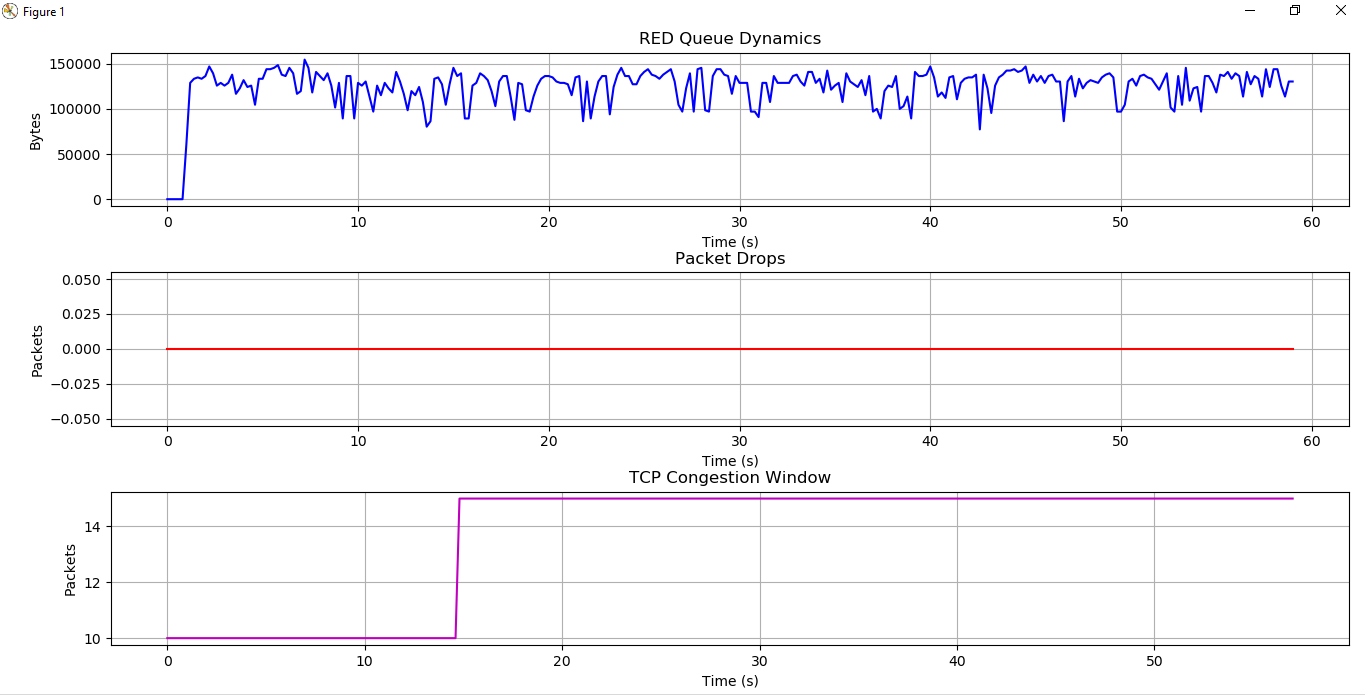 Figure 1
RED Queue Dynamics
150000
100000
50000
0
Bytes
0 10 20 30 40 50 60
Time (s)
Packet Drops
0.050
0.025
0.000
−0.025
−0.050
Packets
0 10 20 30 40 50 60
Time (s)
TCP Congestion Window
14
12
10
Packets
0 10 20 30 40 50
Time (s)